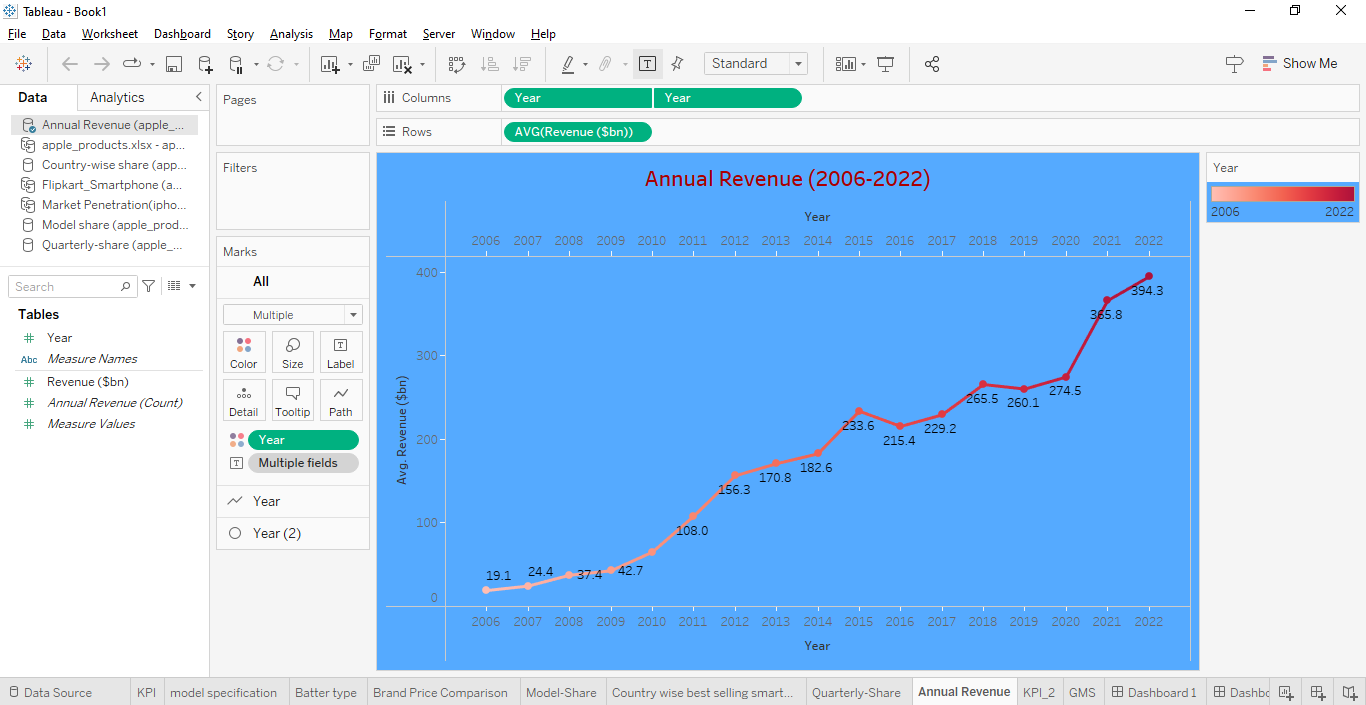 Tableau - Book1
File Data Worksheet Dashboard Story Analysis Map Format Server Window Help
Standard
Show Me
Data Analytics
Annual Revenue (apple_...
apple_products.xlsx - ap...
Country-wise share (app...
Flipkart_Smartphone (a...
Market Penetration(ipho...
Model share (apple_prod...
Quarterly-share (apple_...
Search
Tables
Year
Abc Measure Names
Revenue ($bn)
Annual Revenue (Count)
Measure Values
Pages
Filters
Marks
All
Multiple
Color Size Label
Detail Tooltip Path
Year
Multiple fields
Year
Year (2)
Columns Year Year
Rows AVG(Revenue ($bn))
Annual Revenue (2006-2022)
Year
2006 2007 2008 2009 2010 2011 2012 2013 2014 2015 2016 2017 2018 2019 2020 2021 2022
Avg. Revenue ($bn)
400
300
200
100
0
19.1
24.4
37.4
42.7
108.0
156.3
170.8
182.6
233.6
215.4
229.2
265.5
260.1
274.5
365.8
394.3
2006 2007 2008 2009 2010 2011 2012 2013 2014 2015 2016 2017 2018 2019 2020 2021 2022
Year
Year
2006 2022
Data Source KPI model specification Batter type Brand Price Comparison Model-Share Country wise best selling smart... Quarterly-Share Annual Revenue KPI_2 GMS Dashboard 1 Dashbo